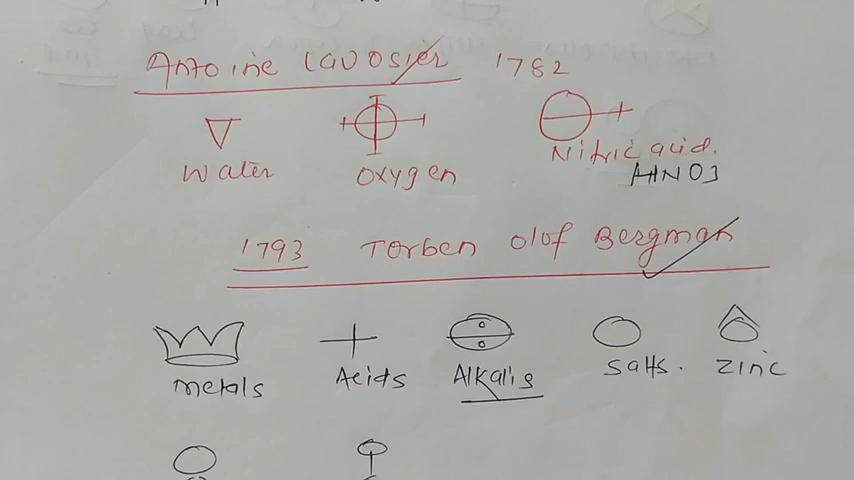 Antoine Lavosier 1782
Water Oxygen Nitric acid.
HNO3
1793 Torben Olof Bergman
metals Acids Alkalis Salts. Zinc